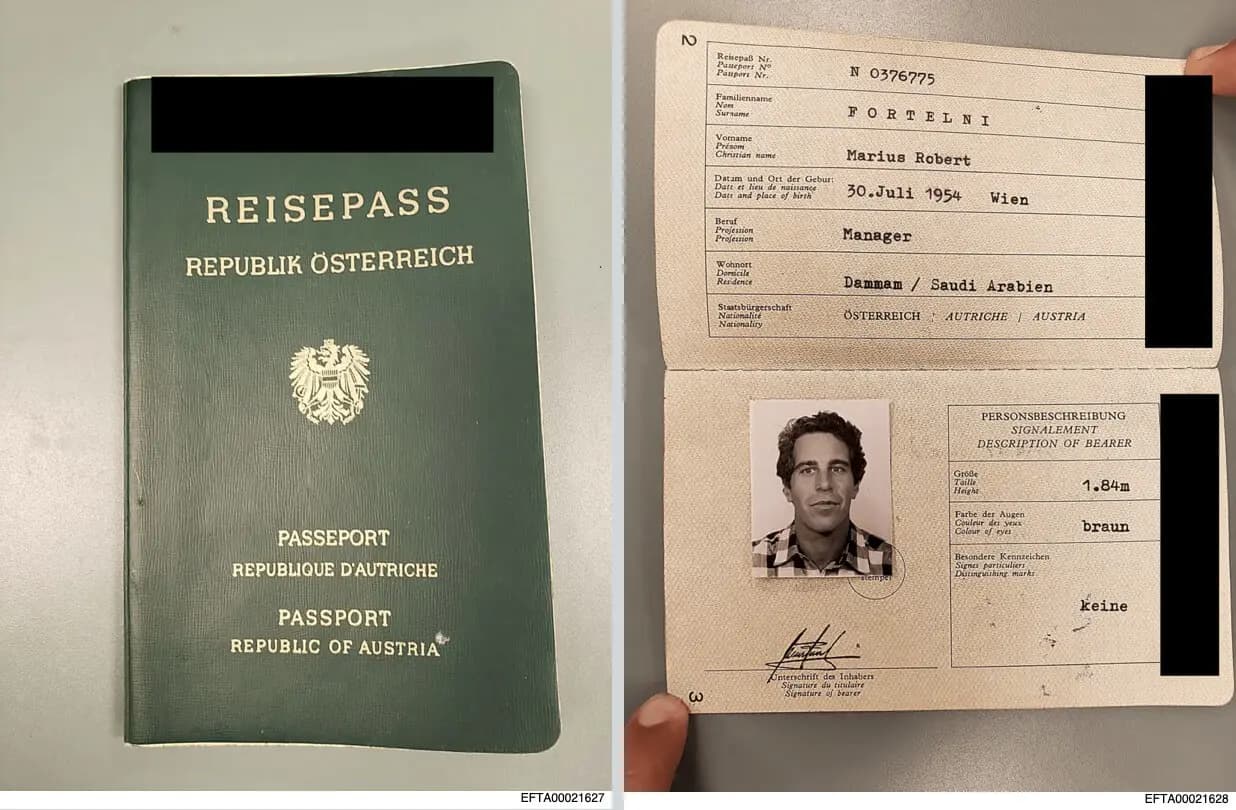 REISEPASS
REPUBLIK ÖSTERREICH
PASSEPORT
REPUBLIQUE D'AUTRICHE
PASSPORT
REPUBLIC OF AUSTRIA
EFTA00021627
2
Reisepaß Nr.
Passeport Nº
Passport Nr.
N 0376775
Familienname
Nom
Surname
FORTELNI
Vorname
Prénom
Christian name
Marius Robert
Datum und Ort der Geburt
Date et lieu de naissance
Date and place of birth
30.Juli 1954 Wien
Beruf
Profession
Profession
Manager
Wohnort
Domicile
Residence
Dammam / Saudi Arabien
Staatsbürgerschaft
Nationalité
Nationality
ÖSTERREICH | AUTRICHE | AUSTRIA
PERSONSBESCHREIBUNG
SIGNALEMENT
DESCRIPTION OF BEARER
Größe
Taille
Height
1.84m
Farbe der Augen
Couleur des yeux
Colour of eyes
braun
Besondere Kennzeichen
Signes particuliers
Distinguishing marks
keine
Stempel
Unterschrift des Inhabers
Signature du titulaire
Signature of bearer
3
EFTA00021628